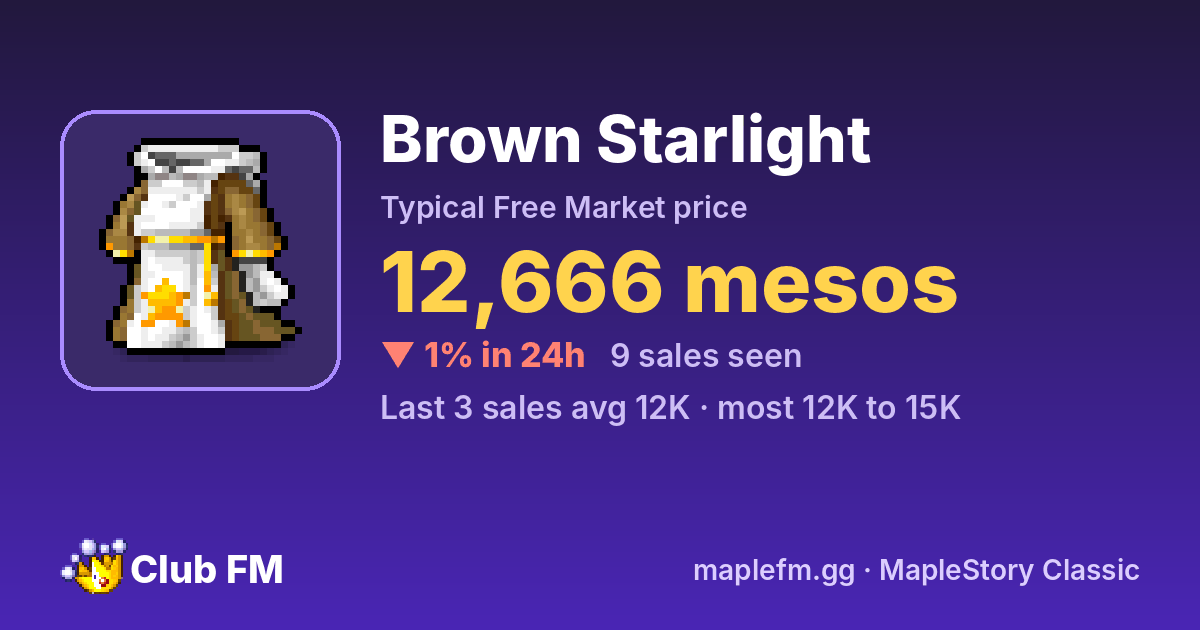 Brown Starlight
Typical Free Market price
12,666 mesos
▼ 1% in 24h 9 sales seen
Last 3 sales avg 12K · most 12K to 15K
Club FM
maplefm.gg · MapleStory Classic